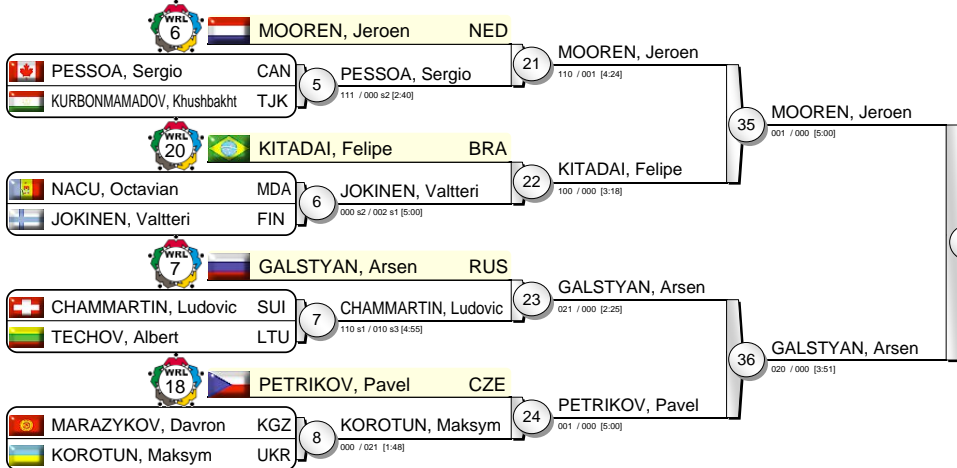 WRL
6
MOOREN, Jeroen NED
PESSOA, Sergio CAN
KURBONMAMADOV, Khushbakht TJK
5
PESSOA, Sergio
111 / 000 s2 [2:40]
21
MOOREN, Jeroen
110 / 001 [4:24]
WRL
20
KITADAI, Felipe BRA
NACU, Octavian MDA
JOKINEN, Valtteri FIN
6
JOKINEN, Valtteri
000 s2 / 002 s1 [5:00]
22
KITADAI, Felipe
100 / 000 [3:18]
35
MOOREN, Jeroen
001 / 000 [5:00]
WRL
7
GALSTYAN, Arsen RUS
CHAMMARTIN, Ludovic SUI
TECHOV, Albert LTU
7
CHAMMARTIN, Ludovic
110 s1 / 010 s3 [4:55]
23
GALSTYAN, Arsen
021 / 000 [2:25]
WRL
18
PETRIKOV, Pavel CZE
MARAZYKOV, Davron KGZ
KOROTUN, Maksym UKR
8
KOROTUN, Maksym
000 / 021 [1:48]
24
PETRIKOV, Pavel
001 / 000 [5:00]
36
GALSTYAN, Arsen
020 / 000 [3:51]